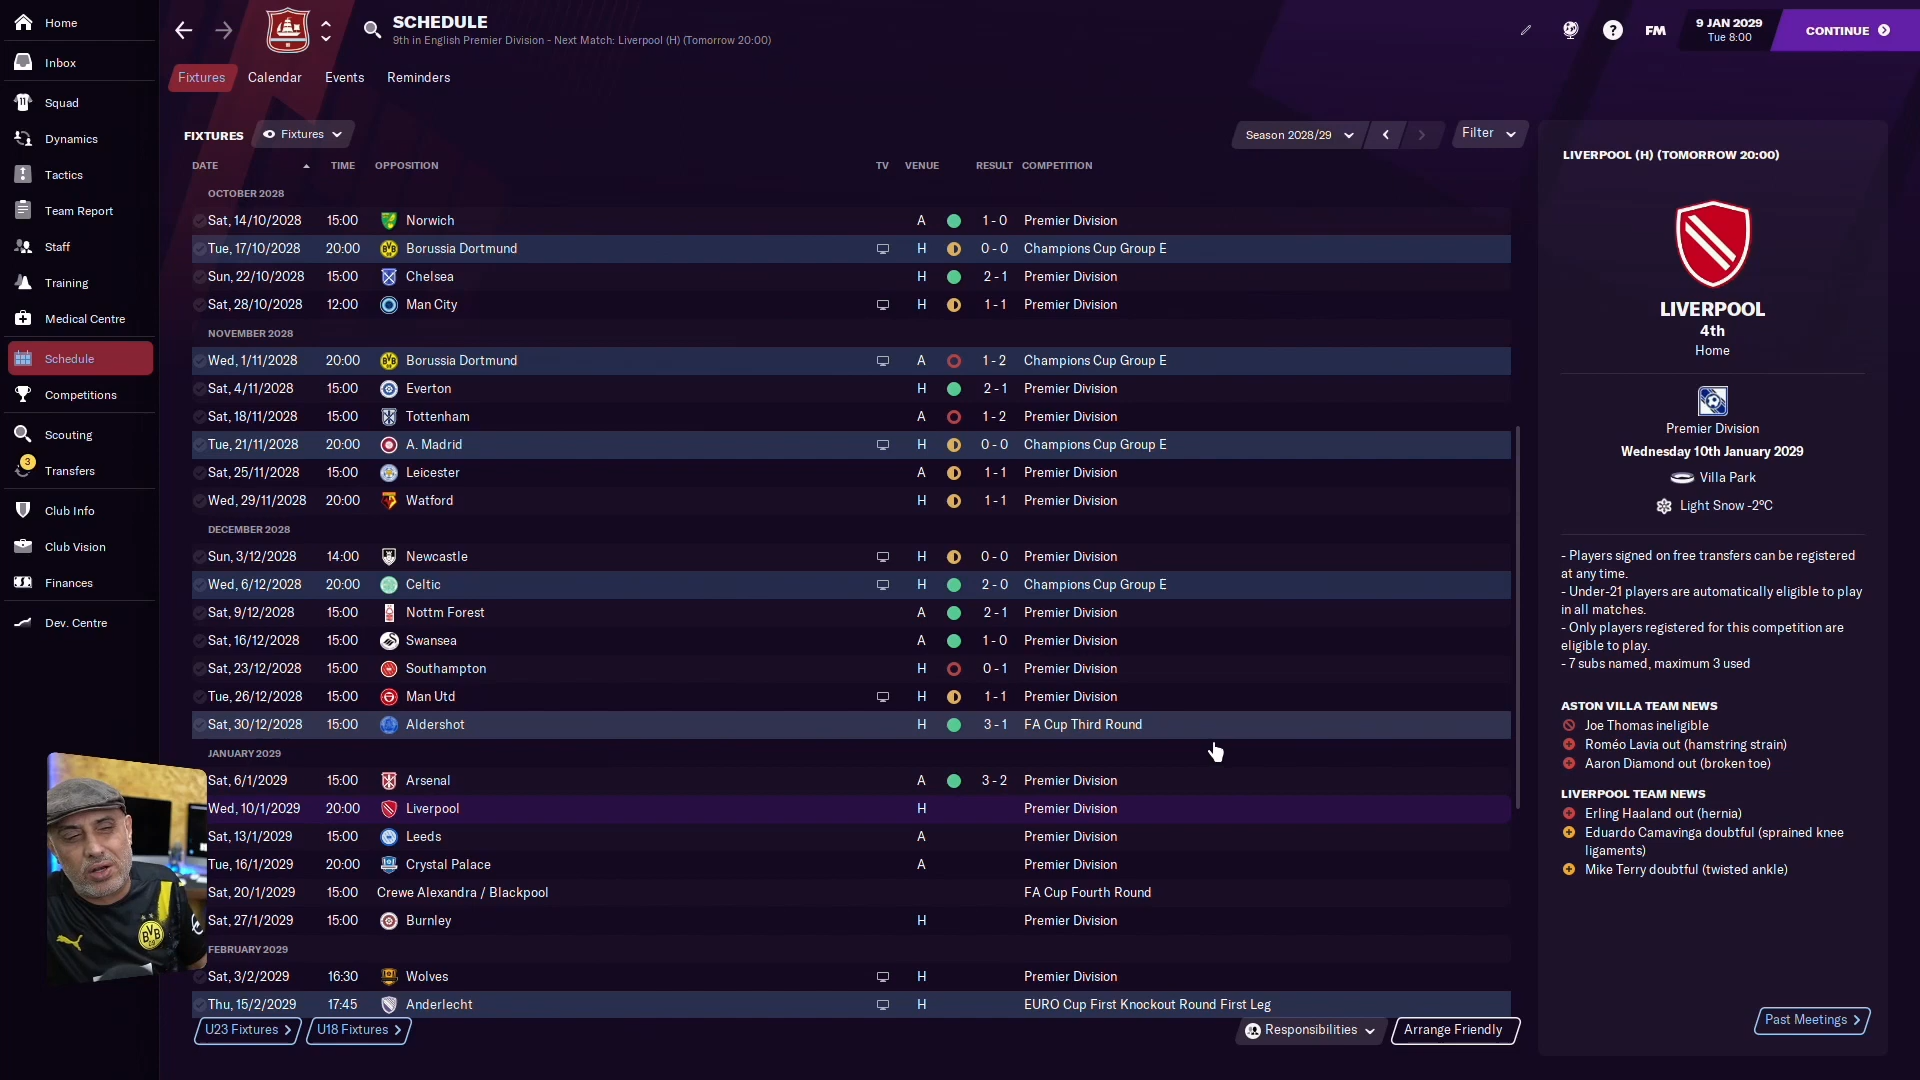 Home
Inbox
Squad
Dynamics
Tactics
Team Report
Staff
Training
Medical Centre
Schedule
Competitions
Scouting
3
Transfers
Club Info
Club Vision
Finances
Dev. Centre
SCHEDULE
9th in English Premier Division - Next Match: Liverpool (H) (Tomorrow 20:00)
FM
9 JAN 2029
Tue 8:00
CONTINUE
Fixtures Calendar Events Reminders
FIXTURES Fixtures Season 2028/29 Filter
DATE TIME OPPOSITION TV VENUE RESULT COMPETITION
OCTOBER 2028
Sat, 14/10/2028 15:00 Norwich A 1 - 0 Premier Division
Tue, 17/10/2028 20:00 Borussia Dortmund H 0 - 0 Champions Cup Group E
Sun, 22/10/2028 15:00 Chelsea H 2 - 1 Premier Division
Sat, 28/10/2028 12:00 Man City H 1 - 1 Premier Division
NOVEMBER 2028
Wed, 1/11/2028 20:00 Borussia Dortmund A 1 - 2 Champions Cup Group E
Sat, 4/11/2028 15:00 Everton H 2 - 1 Premier Division
Sat, 18/11/2028 15:00 Tottenham A 1 - 2 Premier Division
Tue, 21/11/2028 20:00 A. Madrid H 0 - 0 Champions Cup Group E
Sat, 25/11/2028 15:00 Leicester A 1 - 1 Premier Division
Wed, 29/11/2028 20:00 Watford H 1 - 1 Premier Division
DECEMBER 2028
Sun, 3/12/2028 14:00 Newcastle H 0 - 0 Premier Division
Wed, 6/12/2028 20:00 Celtic H 2 - 0 Champions Cup Group E
Sat, 9/12/2028 15:00 Nottm Forest A 2 - 1 Premier Division
Sat, 16/12/2028 15:00 Swansea A 1 - 0 Premier Division
Sat, 23/12/2028 15:00 Southampton H 0 - 1 Premier Division
Tue, 26/12/2028 15:00 Man Utd H 1 - 1 Premier Division
Sat, 30/12/2028 15:00 Aldershot H 3 - 1 FA Cup Third Round
JANUARY 2029
Sat, 6/1/2029 15:00 Arsenal A 3 - 2 Premier Division
Wed, 10/1/2029 20:00 Liverpool H Premier Division
Sat, 13/1/2029 15:00 Leeds A Premier Division
Tue, 16/1/2029 20:00 Crystal Palace A Premier Division
Sat, 20/1/2029 15:00 Crewe Alexandra / Blackpool FA Cup Fourth Round
Sat, 27/1/2029 15:00 Burnley H Premier Division
FEBRUARY 2029
Sat, 3/2/2029 16:30 Wolves H Premier Division
Thu, 15/2/2029 17:45 Anderlecht H EURO Cup First Knockout Round First Leg
U23 Fixtures U18 Fixtures Responsibilities Arrange Friendly
LIVERPOOL (H) (TOMORROW 20:00)
LIVERPOOL
4th
Home
Premier Division
Wednesday 10th January 2029
Villa Park
Light Snow -2°C
- Players signed on free transfers can be registered
at any time.
- Under-21 players are automatically eligible to play
in all matches.
- Only players registered for this competition are
eligible to play.
- 7 subs named, maximum 3 used
ASTON VILLA TEAM NEWS
Joe Thomas ineligible
Roméo Lavia out (hamstring strain)
Aaron Diamond out (broken toe)
LIVERPOOL TEAM NEWS
Erling Haaland out (hernia)
Eduardo Camavinga doubtful (sprained knee
ligaments)
Mike Terry doubtful (twisted ankle)
Past Meetings
BVB
09